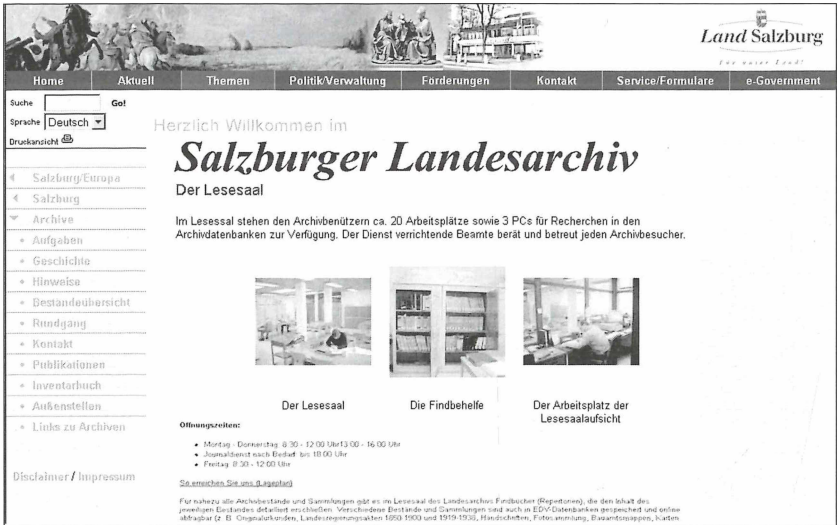 Land Salzburg
Für unser Land!
Home Aktuell Themen Politik/Verwaltung Förderungen Kontakt Service/Formulare e-Government
Suche Go!
Sprache Deutsch
Druckansicht
Salzburg/Europa
Salzburg
Archive
Aufgaben
Geschichte
Hinweise
Beständeübersicht
Rundgang
Kontakt
Publikationen
Inventarbuch
Außenstellen
Links zu Archiven
Disclaimer / Impressum
Herzlich Willkommen im
Salzburger Landesarchiv
Der Lesesaal
Im Lesessal stehen den Archivbenützern ca. 20 Arbeitsplätze sowie 3 PCs für Recherchen in den
Archivdatenbanken zur Verfügung. Der Dienst verrichtende Beamte berät und betreut jeden Archivbesucher.
Der Lesesaal Die Findbehelfe Der Arbeitsplatz der
Lesesaalaufsicht
Öffnungszeiten:
Montag - Donnerstag 8:30 - 12:00 Uhr13:00 - 16:00 Uhr
Journaldienst nach Bedarf bis 18:00 Uhr
Freitag 8:30 - 12:00 Uhr
So erreichen Sie uns (Lageplan)
Für nahezu alle Archivbestände und Sammlungen gibt es im Lesesaal des Landesarchivs Findbücher (Repertorien), die den Inhalt des
jeweiligen Bestandes detailliert erschließen. Verschiedene Bestände und Sammlungen sind auch in EDV-Datenbanken gespeichert und online
abfragbar (z. B. Originalurkunden, Landesregierungsakten 1850-1900 und 1919-1938, Handschriften, Fotosammlung, Bauamtsmappen, Karten